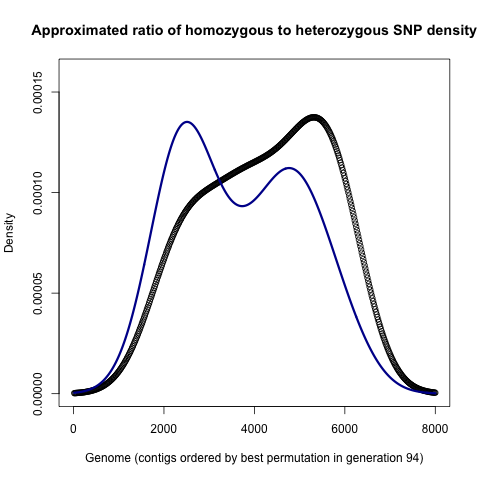 Approximated ratio of homozygous to heterozygous SNP density
0.00015
0.00010
0.00005
0.00000
Density
0 2000 4000 6000 8000
Genome (contigs ordered by best permutation in generation 94)